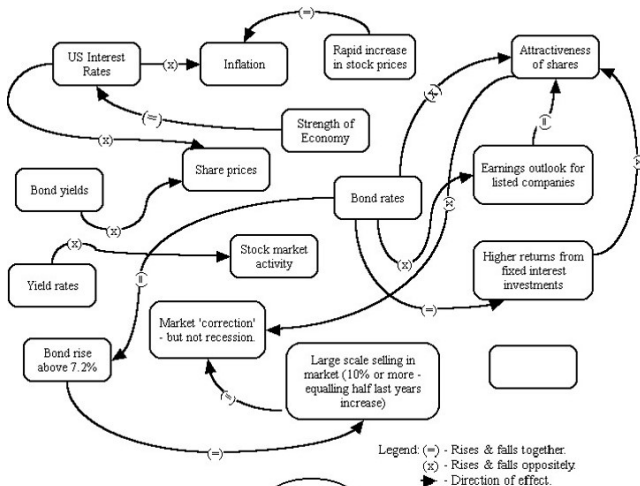 (=)
US Interest
Rates
(x)
Inflation
Rapid increase
in stock prices
Attractiveness
of shares
(x)
(=)
Strength of
Economy
(=)
(x)
Share prices
Earnings outlook for
listed companies
(x)
Bond yields
Bond rates
(x)
(x)
(x)
(x)
Stock market
activity
Higher returns from
fixed interest
investments
Yield rates
(=)
(=)
Market 'correction'
- but not recession.
Bond rise
above 7.2%
Large scale selling in
market (10% or more -
equalling half last years
increase)
(=)
(=)
Legend: (=) - Rises & falls together.
(x) - Rises & falls oppositely.
- Direction of effect.